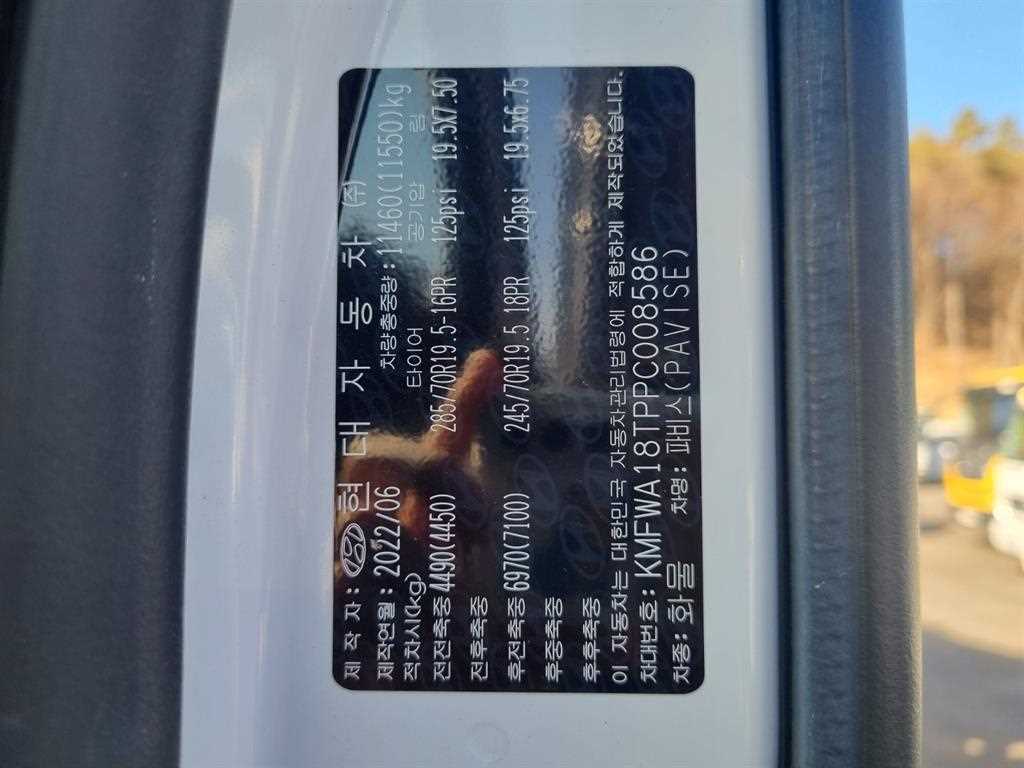 제 작 자: 현 대 자 동 차 (주)
제작연월: 2022/06 차량총중량: 11460(11550)kg
적차시(kg) 타이어 공기압 림
전전축중 4490(4450) 285/70R19.5-16PR 125psi 19.5X7.50
전후축중
후전축중 6970(7100) 245/70R19.5 18PR 125psi 19.5x6.75
후중축중
후후축중
이 자동차는 대한민국 자동차관리법령에 적합하게 제작되었습니다.
차대번호: KMFWA18TPPC008586
차종: 화물 차명: 파비스(PAVISE)